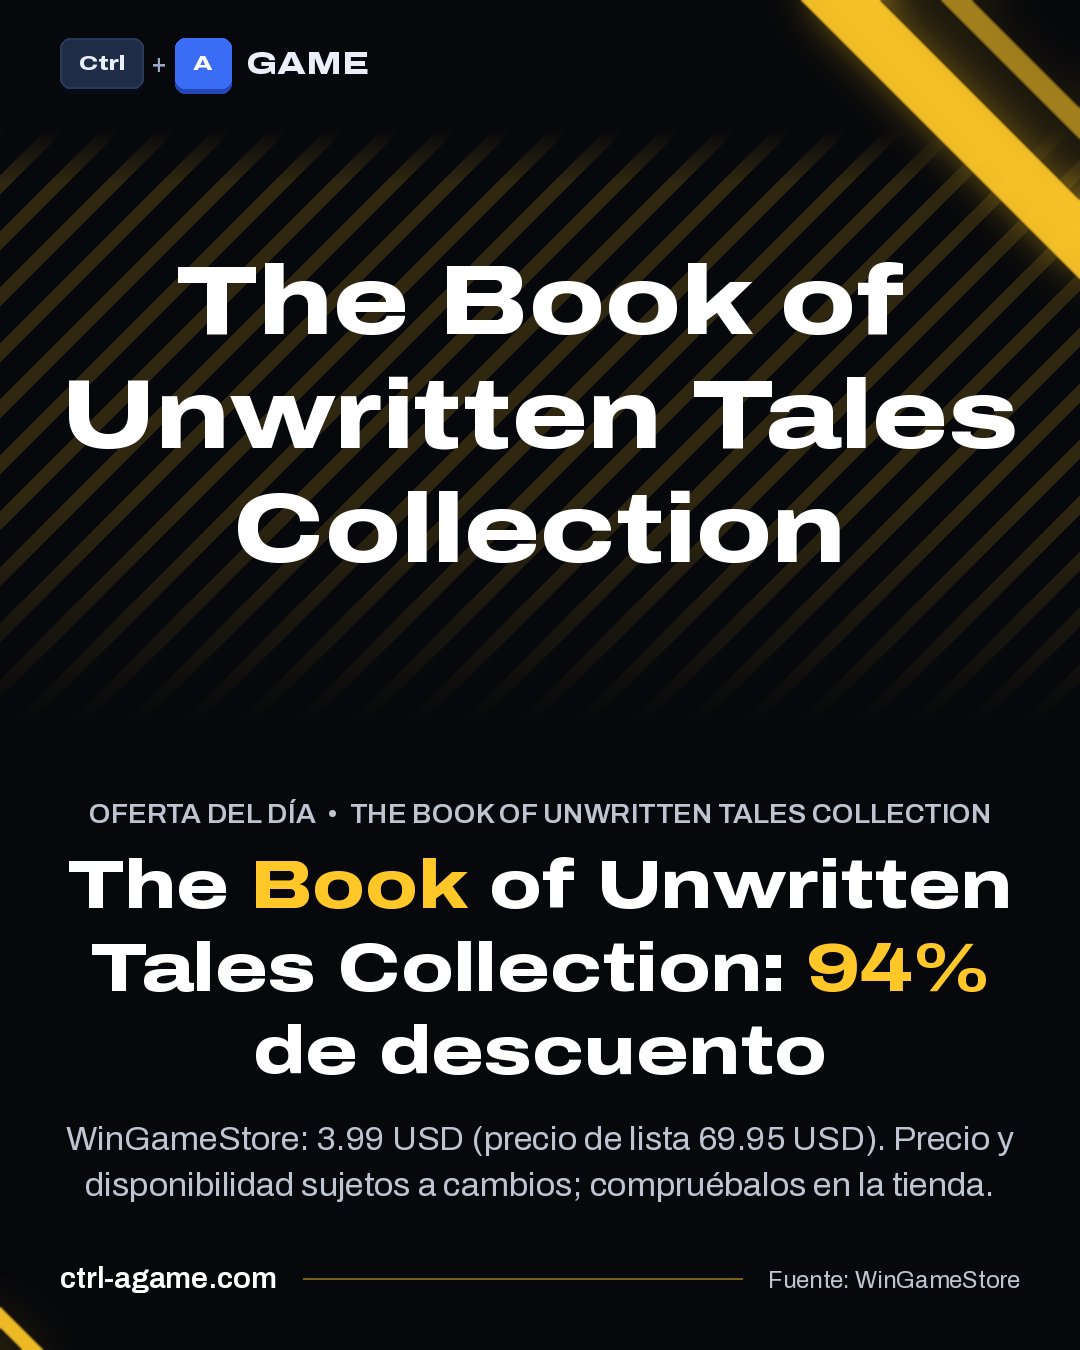 Ctrl + A GAME
The Book of
Unwritten Tales
Collection
OFERTA DEL DÍA • THE BOOK OF UNWRITTEN TALES COLLECTION
The Book of Unwritten
Tales Collection: 94%
de descuento
WinGameStore: 3.99 USD (precio de lista 69.95 USD). Precio y
disponibilidad sujetos a cambios; compruébalos en la tienda.
ctrl-agame.com
Fuente: WinGameStore